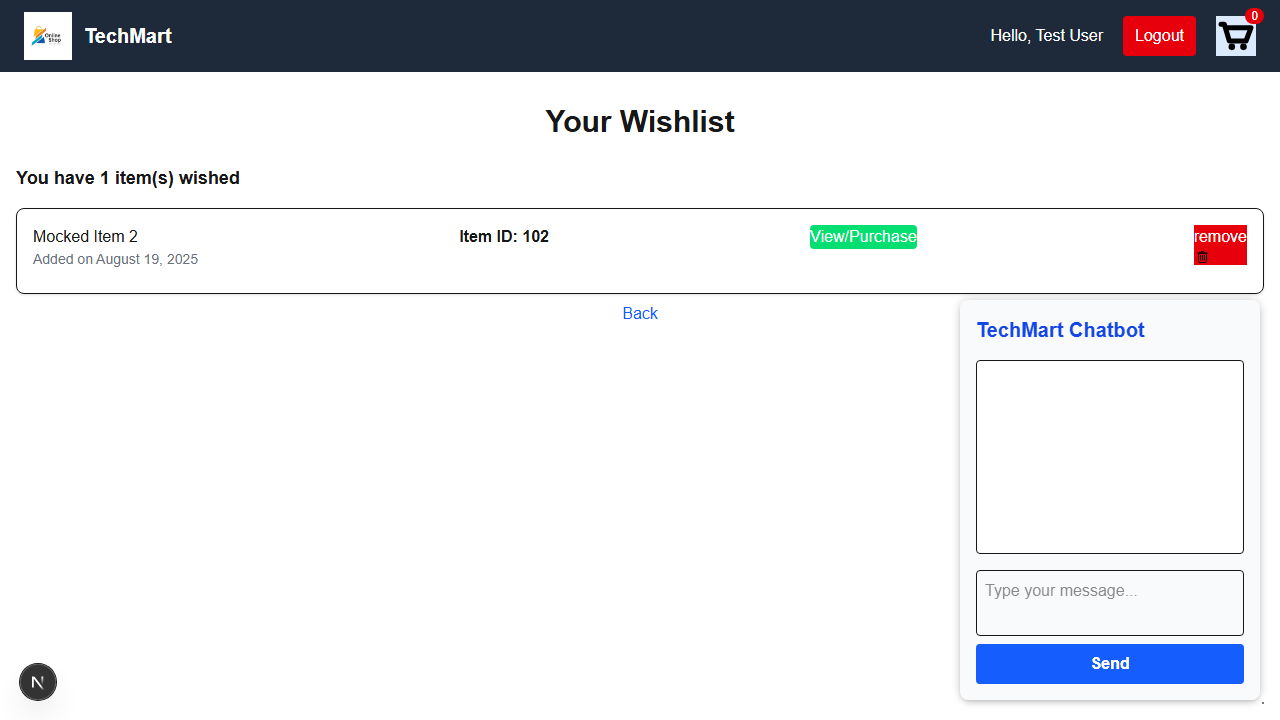 Online
Shop
TechMart
Hello, Test User
Logout
0
Your Wishlist
You have 1 item(s) wished
Mocked Item 2
Added on August 19, 2025
Item ID: 102
View/Purchase
remove
Back
TechMart Chatbot
Type your message...
Send
N
.